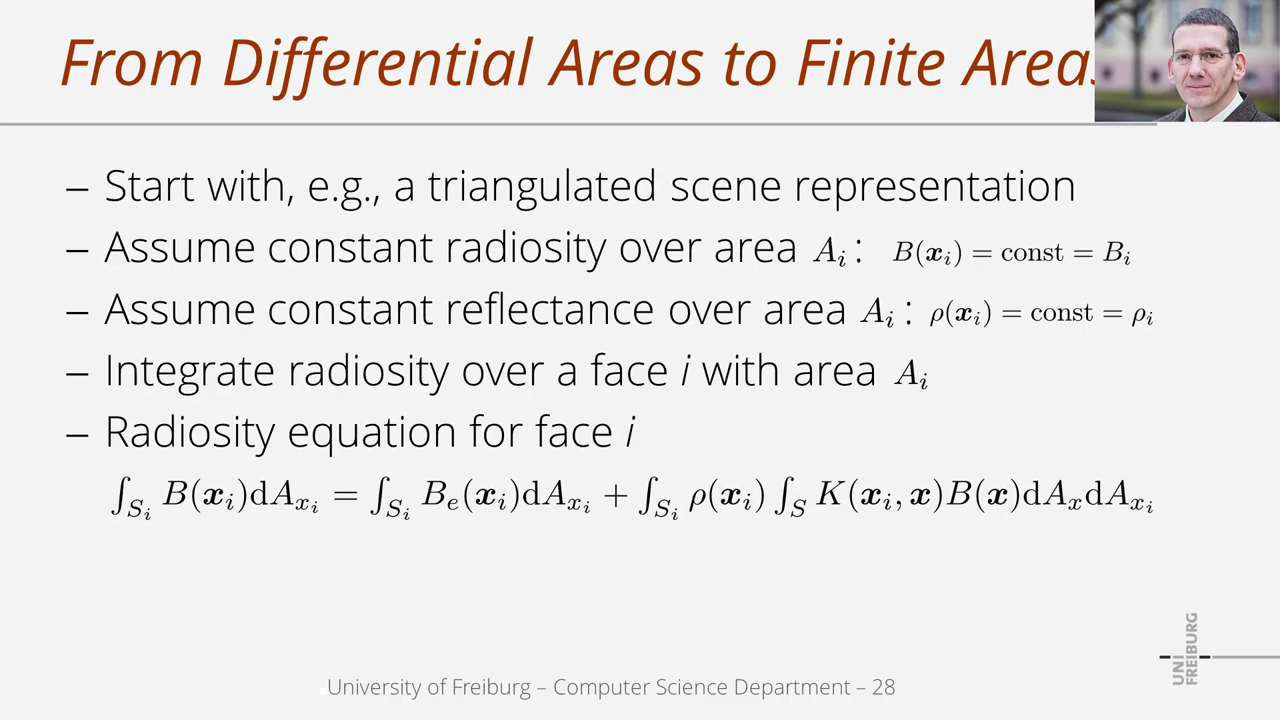 From Differential Areas to Finite Areas
– Start with, e.g., a triangulated scene representation
– Assume constant radiosity over area A_i : B(x_i) = const = B_i
– Assume constant reflectance over area A_i : ρ(x_i) = const = ρ_i
– Integrate radiosity over a face i with area A_i
– Radiosity equation for face i
∫_{S_i} B(x_i)dA_{x_i} = ∫_{S_i} B_e(x_i)dA_{x_i} + ∫_{S_i} ρ(x_i) ∫_S K(x_i, x)B(x)dA_x dA_{x_i}
University of Freiburg – Computer Science Department – 28
UNI
FREIBURG